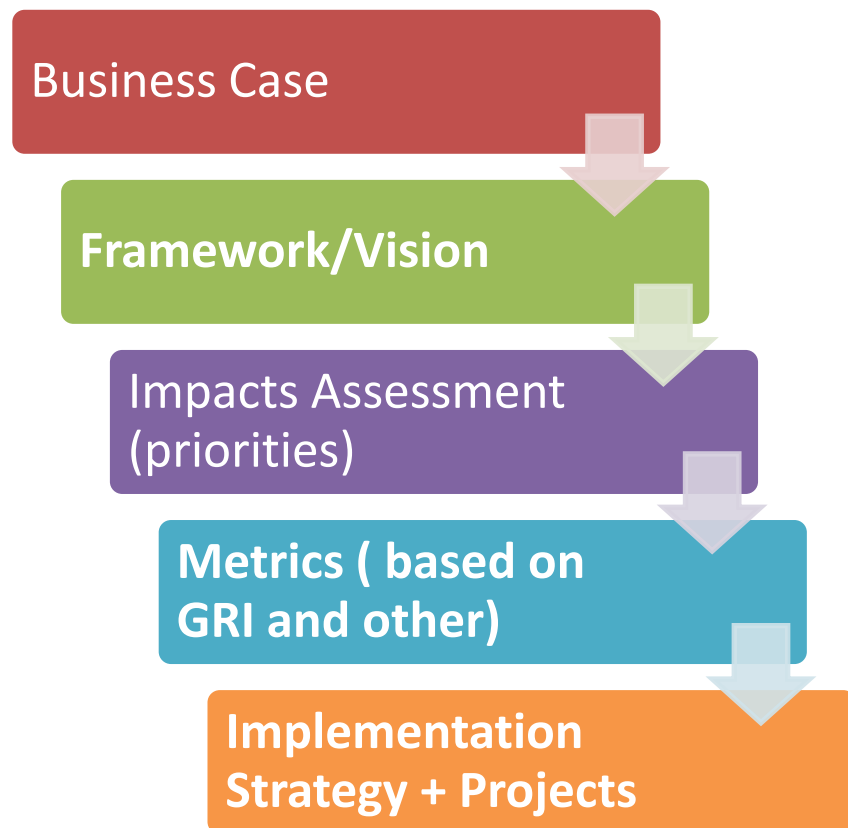 Business Case
Framework/Vision
Impacts Assessment
(priorities)
Metrics ( based on
GRI and other)
Implementation
Strategy + Projects